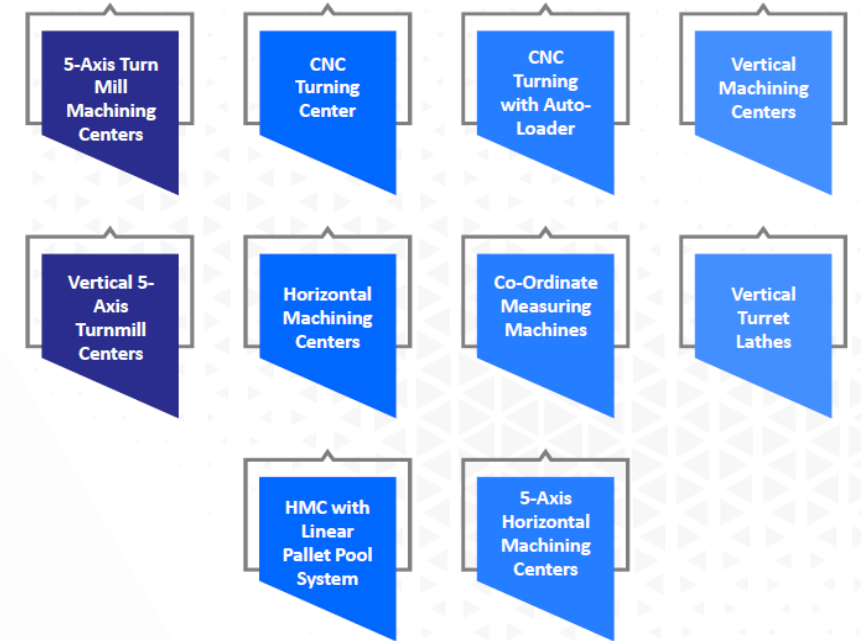 5-Axis Turn
Mill
Machining
Centers
CNC
Turning
Center
CNC
Turning
with Auto-
Loader
Vertical
Machining
Centers
Vertical 5-
Axis
Turnmill
Centers
Horizontal
Machining
Centers
Co-Ordinate
Measuring
Machines
Vertical
Turret
Lathes
HMC with
Linear
Pallet Pool
System
5-Axis
Horizontal
Machining
Centers